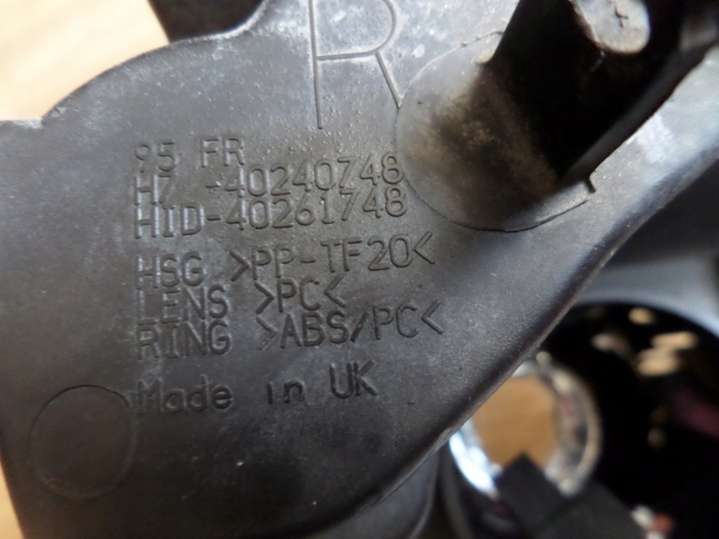 R
95 FR
H7 -40240748
HID-40261748
HSG >PP-TF20<
LENS >PC<
RING >ABS/PC<
Made in UK